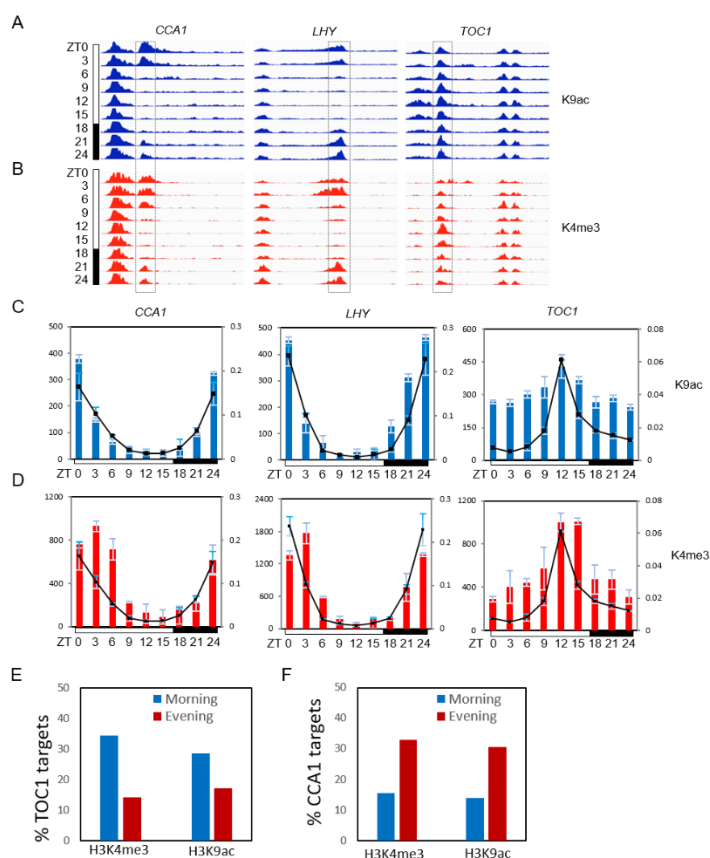 A
CCA1 LHY TOC1
ZT0
3
6
9
12
15
18
21
24
K9ac
B
ZT0
3
6
9
12
15
18
21
24
K4me3
C
CCA1 LHY TOC1
500 0.3 500 0.3 600 0.08
400 400
0.2 0.2 450 0.06
300 300
300 0.04
200 200
0.1 0.1
100 100 150 0.02
0 0 0 0 0 0
K9ac
ZT 0 3 6 9 12 15 18 21 24 ZT 0 3 6 9 12 15 18 21 24 ZT 0 3 6 9 12 15 18 21 24
D
1200 0.3 2400 0.3 1200 0.08
1800 0.06
800 0.2 0.2 800
1200 0.04
400 0.1 0.1 400
600 0.02
0 0 0 0 0 0
K4me3
ZT 0 3 6 9 12 15 18 21 24 ZT 0 3 6 9 12 15 18 21 24 ZT 0 3 6 9 12 15 18 21 24
E
% TOC1 targets
50
40
30
20
10
0
Morning
Evening
H3K4me3 H3K9ac
F
% CCA1 targets
50
40
30
20
10
0
Morning
Evening
H3K4me3 H3K9ac